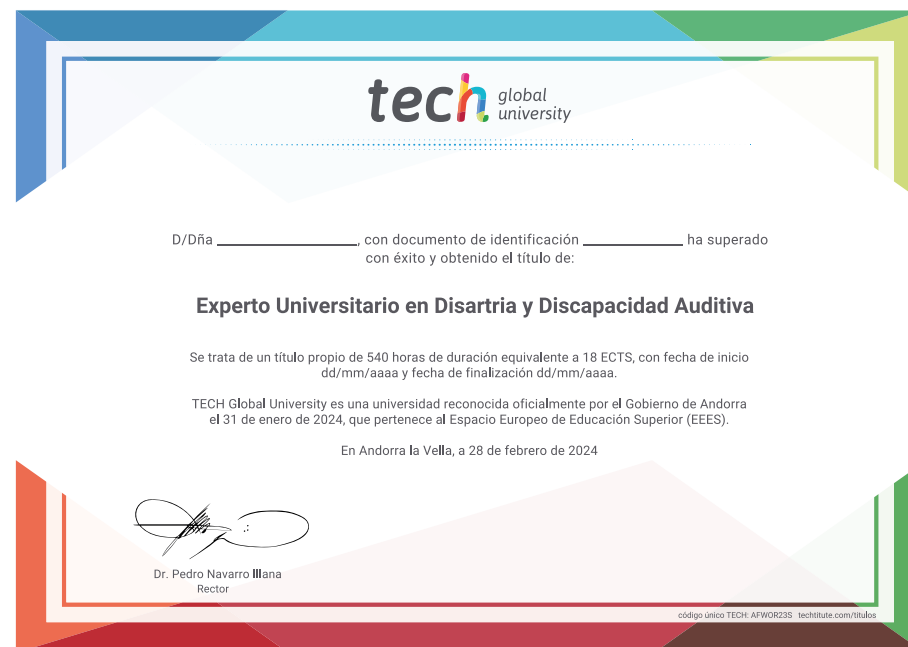 tech global university
D/Dña ____________, con documento de identificación ____________ ha superado
con éxito y obtenido el título de:
Experto Universitario en Disartria y Discapacidad Auditiva
Se trata de un título propio de 540 horas de duración equivalente a 18 ECTS, con fecha de inicio
dd/mm/aaaa y fecha de finalización dd/mm/aaaa.
TECH Global University es una universidad reconocida oficialmente por el Gobierno de Andorra
el 31 de enero de 2024, que pertenece al Espacio Europeo de Educación Superior (EEES).
En Andorra la Vella, a 28 de febrero de 2024
Dr. Pedro Navarro Illana
Rector
código único TECH: AFWOR23S techtitute.com/titulos